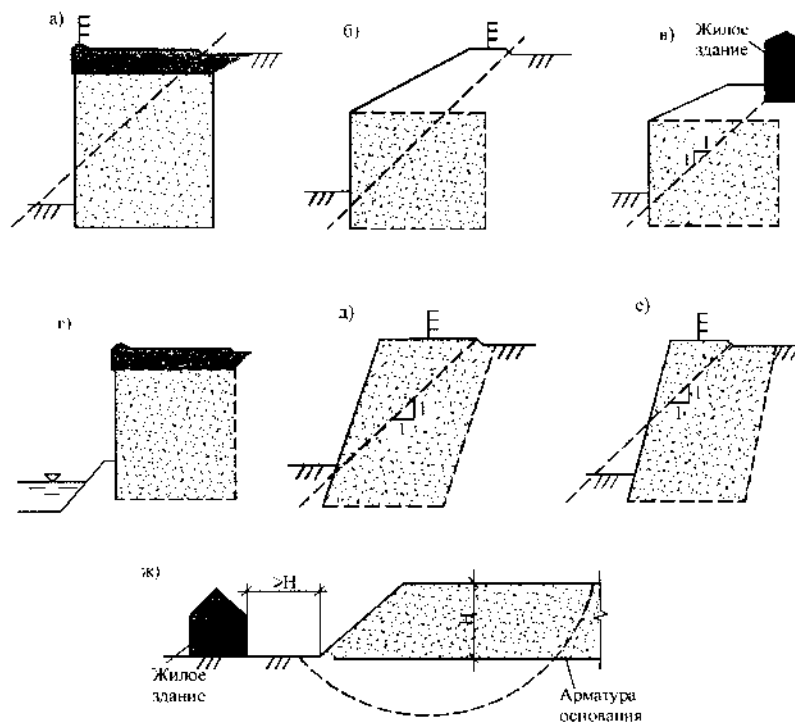 а)
б)
в)
Жилое
здание
1
1
г)
д)
е)
1
1
1
1
ж)
>H
H
Жилое
здание
Арматура
основания